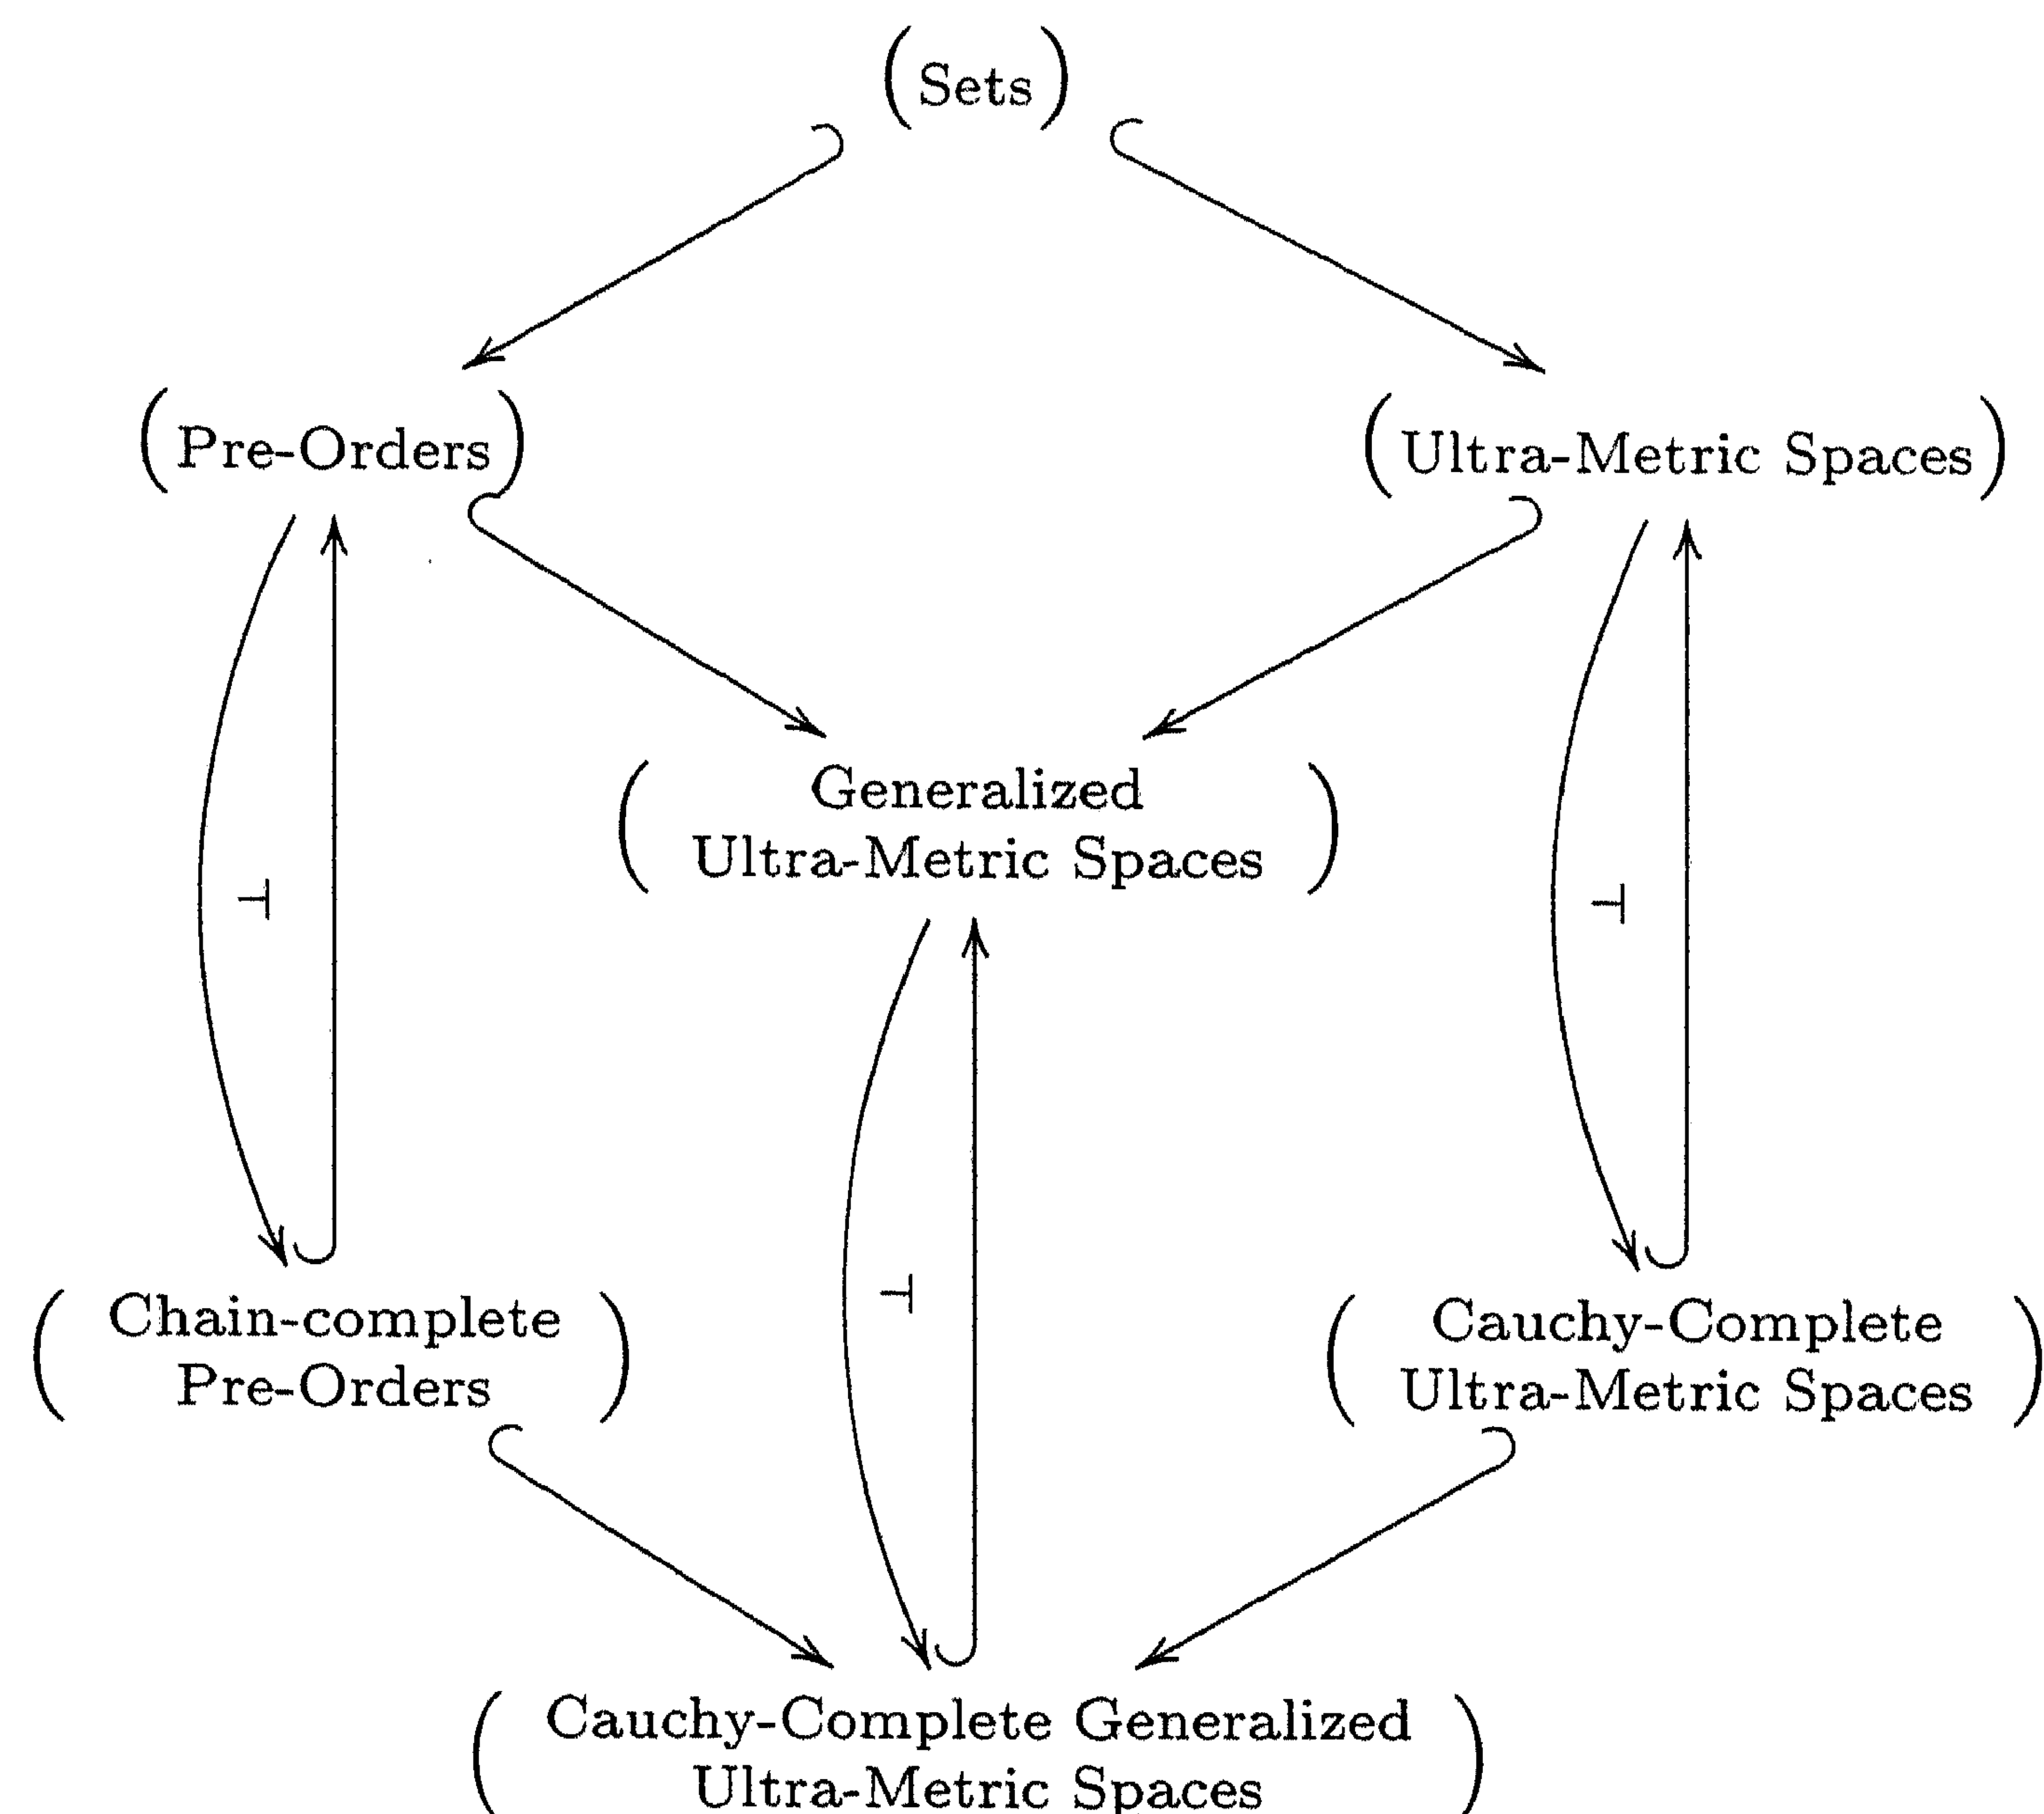 (Sets)
(Pre-Orders)
(Ultra-Metric Spaces)
(Generalized
Ultra-Metric Spaces)
⊣
⊣
⊣
(Chain-complete
Pre-Orders)
(Cauchy-Complete
Ultra-Metric Spaces)
(Cauchy-Complete Generalized
Ultra-Metric Spaces)